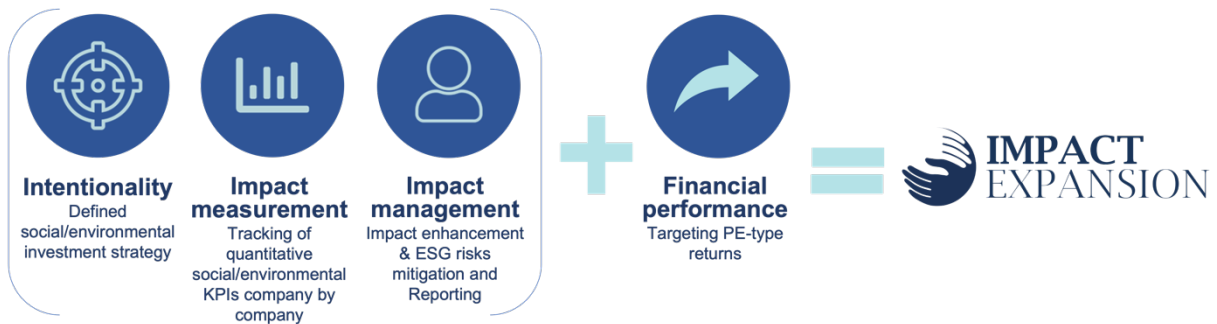 Intentionality
Defined
social/environmental
investment strategy
Impact
measurement
Tracking of
quantitative
social/environmental
KPIs company by
company
Impact
management
Impact enhancement
& ESG risks
mitigation and
Reporting
Financial
performance
Targeting PE-type
returns
IMPACT
EXPANSION